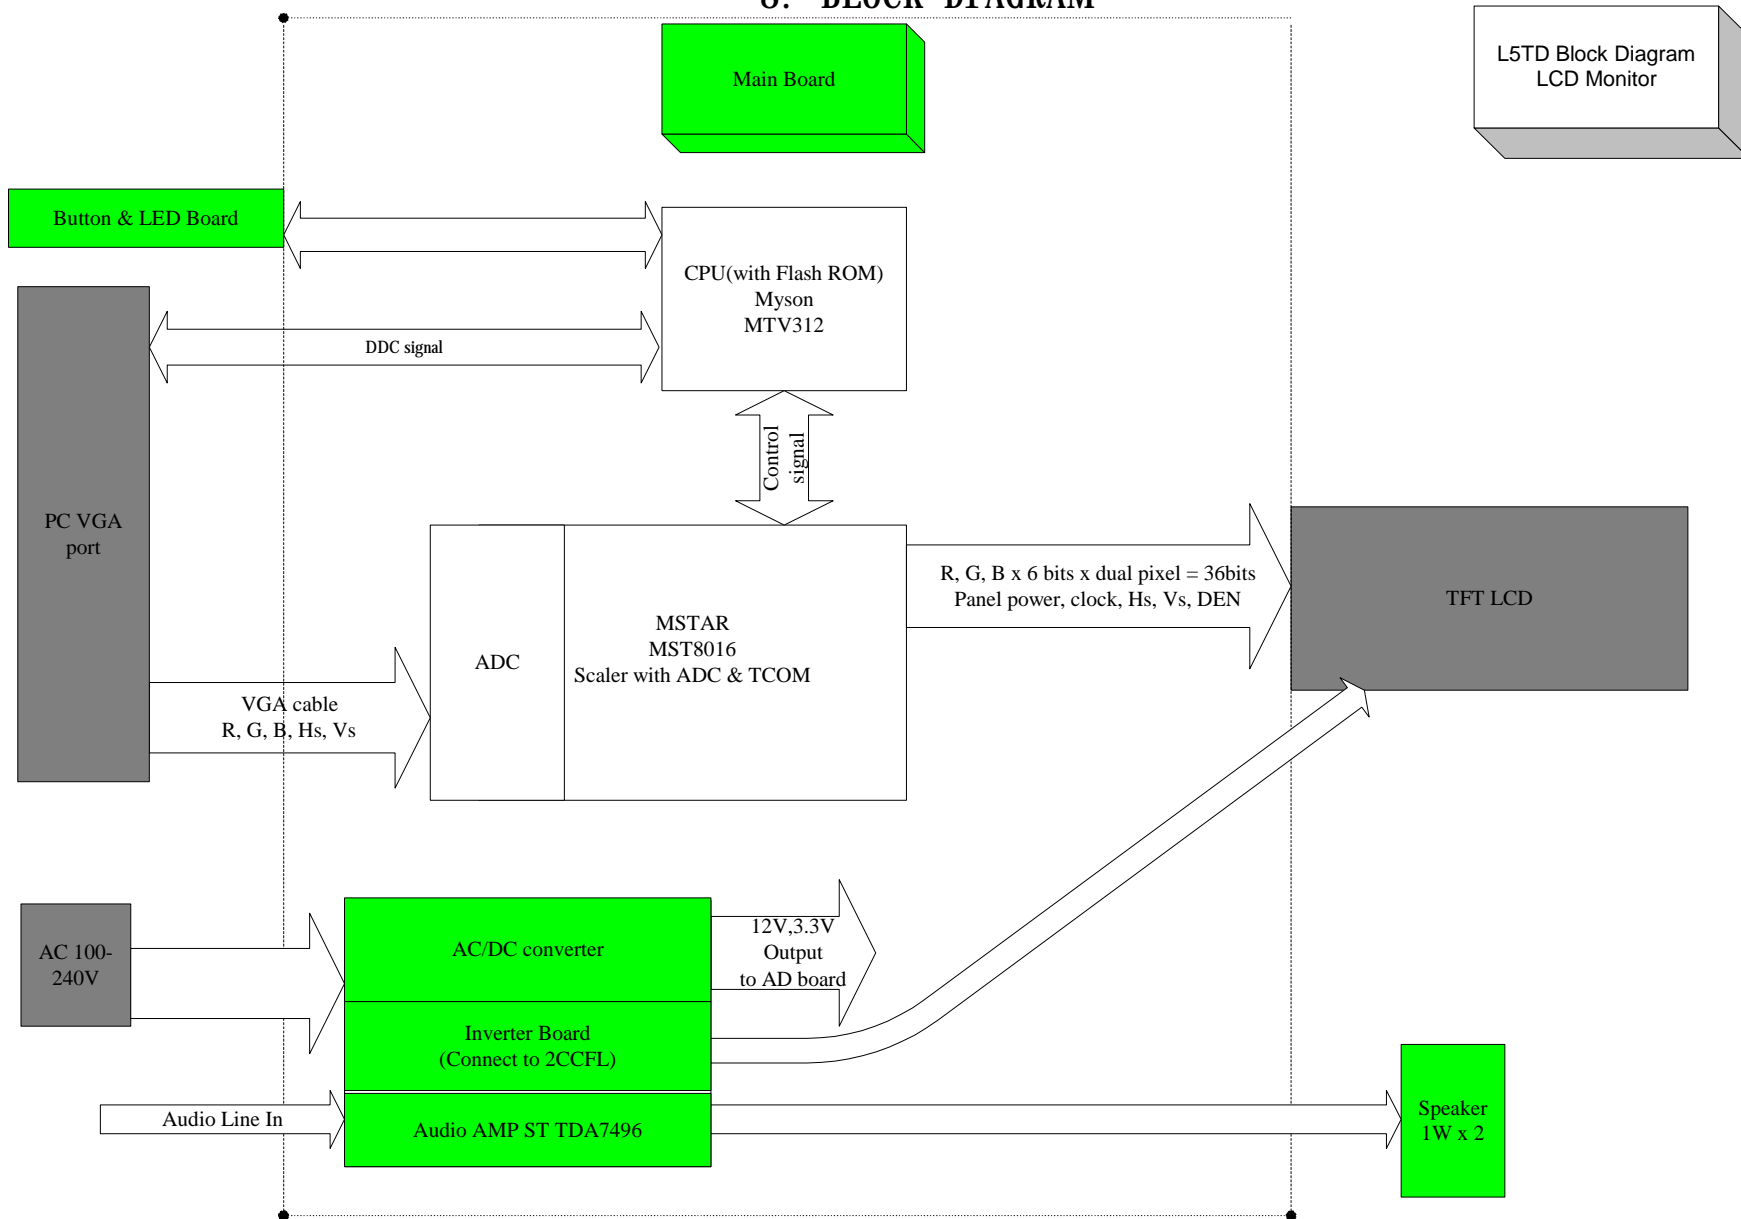 BLOCK DIAGRAM
Main Board
L5TD Block Diagram
LCD Monitor
Button & LED Board
CPU(with Flash ROM)
Myson
MTV312
DDC signal
Control
signal
PC VGA
port
ADC
MSTAR
MST8016
Scaler with ADC & TCOM
R, G, B x 6 bits x dual pixel = 36bits
Panel power, clock, Hs, Vs, DEN
TFT LCD
VGA cable
R, G, B, Hs, Vs
AC 100-
240V
AC/DC converter
12V,3.3V
Output
to AD board
Inverter Board
(Connect to 2CCFL)
Audio Line In
Audio AMP ST TDA7496
Speaker
1W x 2